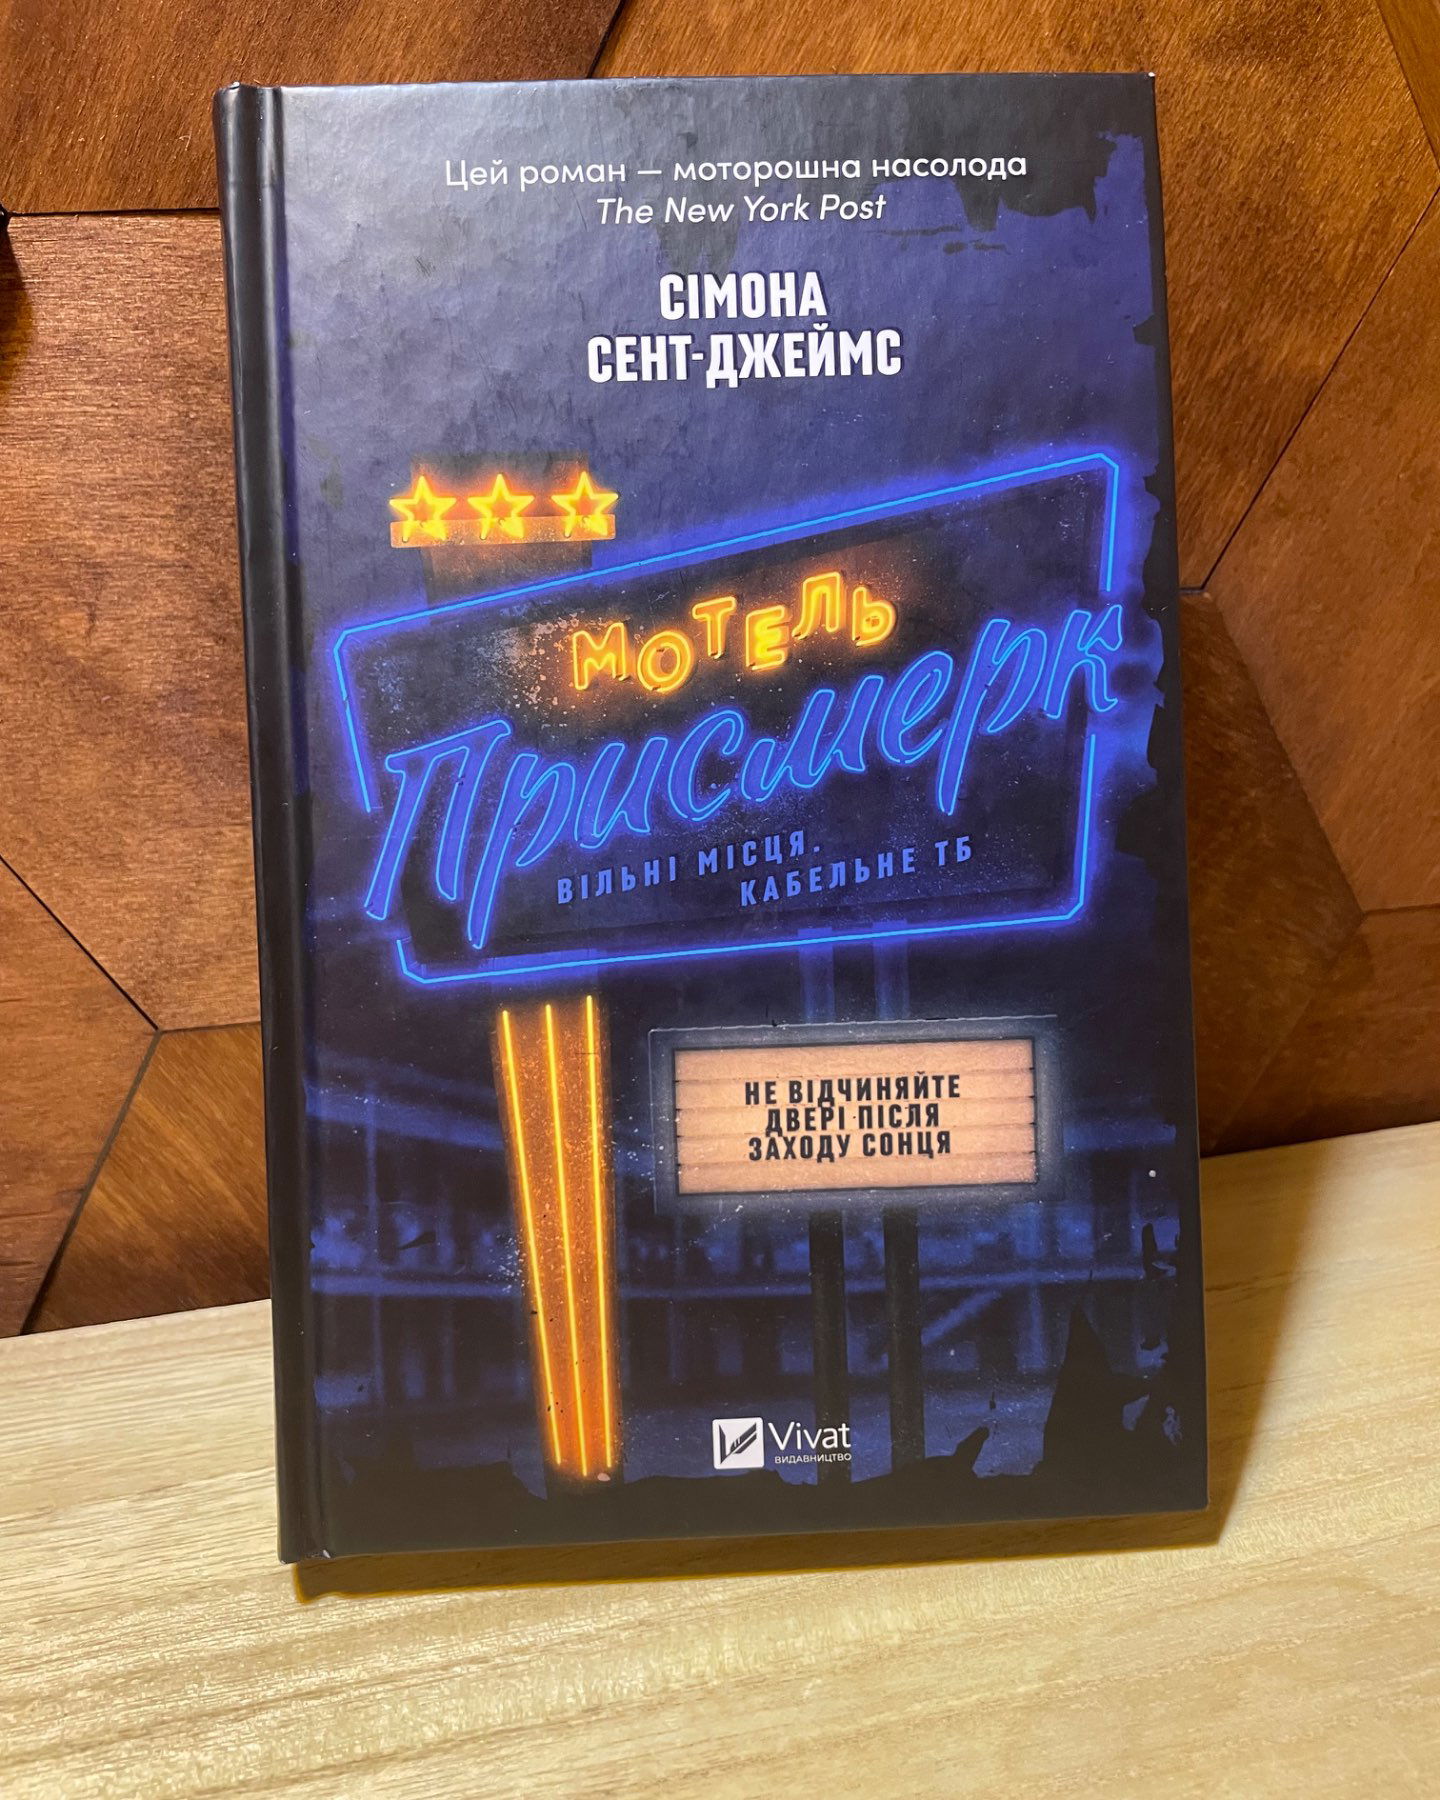 Цей роман — моторошна насолода
The New York Post
СІМОНА
СЕНТ-ДЖЕЙМС
МОТЕЛЬ
Присмерк
ВІЛЬНІ МІСЦЯ.
КАБЕЛЬНЕ ТБ
НЕ ВІДЧИНЯЙТЕ
ДВЕРІ ПІСЛЯ
ЗАХОДУ СОНЦЯ
Vivat
ВИДАВНИЦТВО